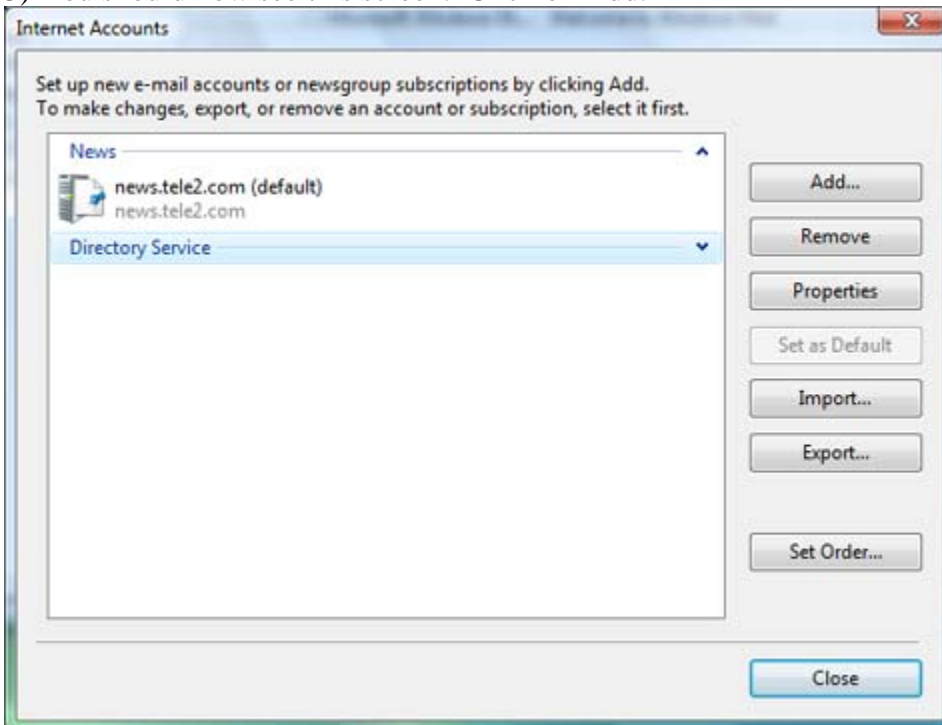 Internet Accounts
Set up new e-mail accounts or newsgroup subscriptions by clicking Add.
To make changes, export, or remove an account or subscription, select it first.
News
news.tele2.com (default)
news.tele2.com
Directory Service
Add...
Remove
Properties
Set as Default
Import...
Export...
Set Order...
Close